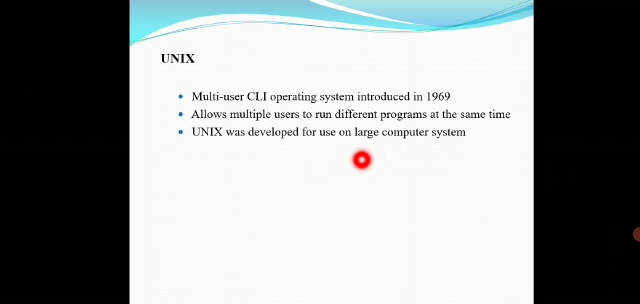 UNIX
Multi-user CLI operating system introduced in 1969
Allows multiple users to run different programs at the same time
UNIX was developed for use on large computer system